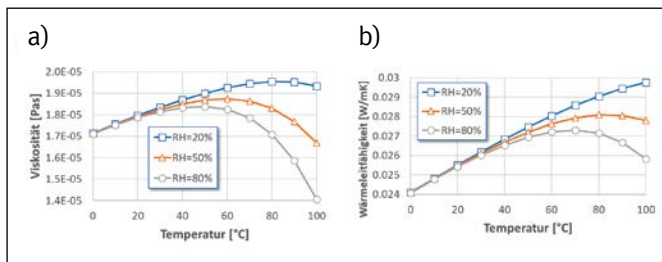 a)
2.0E-05
1.9E-05
1.8E-05
1.7E-05
1.6E-05
1.5E-05
1.4E-05
Viskosität [Pas]
RH=20%
RH=50%
RH=80%
0 20 40 60 80 100
Temperatur [°C]
b)
0.03
0.029
0.028
0.027
0.026
0.025
0.024
Wärmeleitfähigkeit [W/mK]
RH=20%
RH=50%
RH=80%
0 20 40 60 80 100
Temperatur [°C]